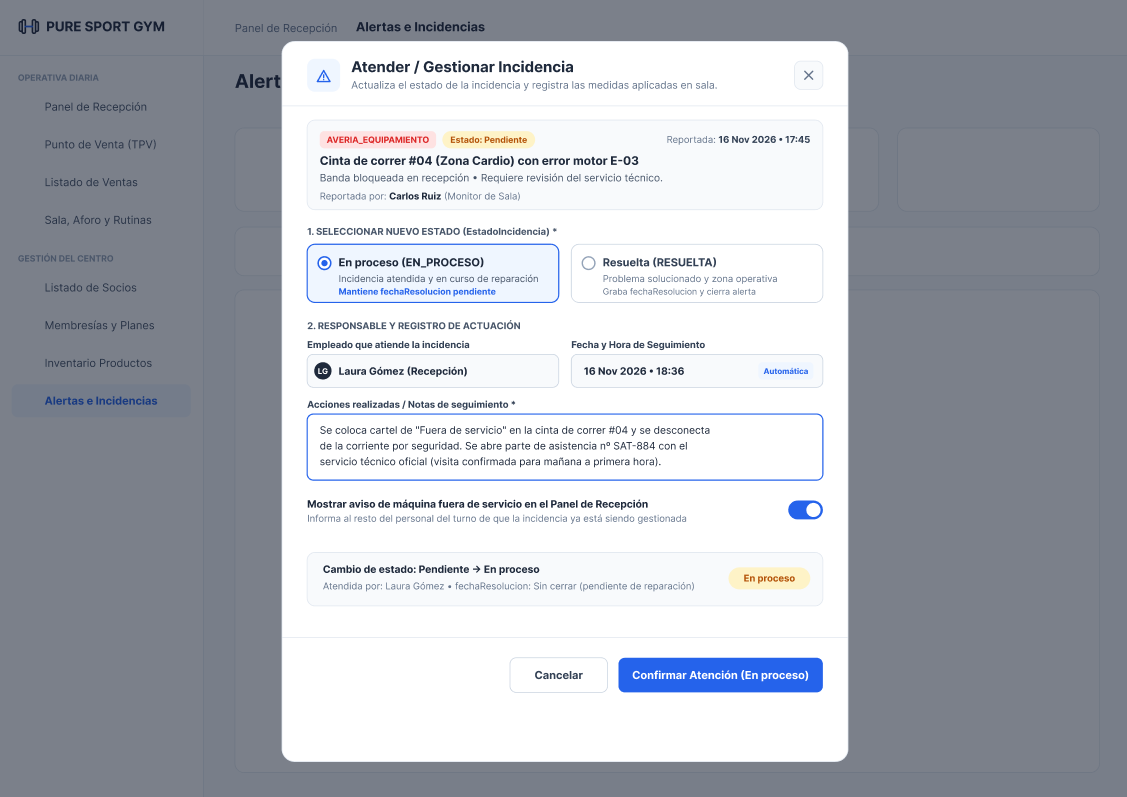 PURE SPORT GYM
Panel de Recepción
Alertas e Incidencias
OPERATIVA DIARIA
Panel de Recepción
Punto de Venta (TPV)
Listado de Ventas
Sala, Aforo y Rutinas
GESTIÓN DEL CENTRO
Listado de Socios
Membresías y Planes
Inventario Productos
Alertas e Incidencias
Alert
Atender / Gestionar Incidencia
Actualiza el estado de la incidencia y registra las medidas aplicadas en sala.
AVERIA_EQUIPAMIENTO
Estado: Pendiente
Reportada: 16 Nov 2026 • 17:45
Cinta de correr #04 (Zona Cardio) con error motor E-03
Banda bloqueada en recepción • Requiere revisión del servicio técnico.
Reportada por: Carlos Ruiz (Monitor de Sala)
1. SELECCIONAR NUEVO ESTADO (EstadoIncidencia) *
En proceso (EN_PROCESO)
Incidencia atendida y en curso de reparación
Mantiene fechaResolucion pendiente
Resuelta (RESUELTA)
Problema solucionado y zona operativa
Graba fechaResolucion y cierra alerta
2. RESPONSABLE Y REGISTRO DE ACTUACIÓN
Empleado que atiende la incidencia
LG Laura Gómez (Recepción)
Fecha y Hora de Seguimiento
16 Nov 2026 • 18:36
Automática
Acciones realizadas / Notas de seguimiento *
Se coloca cartel de "Fuera de servicio" en la cinta de correr #04 y se desconecta
de la corriente por seguridad. Se abre parte de asistencia nº SAT-884 con el
servicio técnico oficial (visita confirmada para mañana a primera hora).
Mostrar aviso de máquina fuera de servicio en el Panel de Recepción
Informa al resto del personal del turno de que la incidencia ya está siendo gestionada
Cambio de estado: Pendiente → En proceso
Atendida por: Laura Gómez • fechaResolucion: Sin cerrar (pendiente de reparación)
En proceso
Cancelar
Confirmar Atención (En proceso)